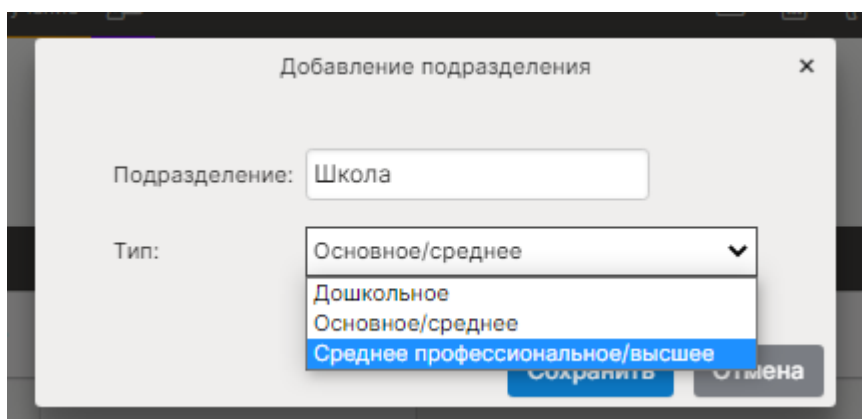 Добавление подразделения ×
Подразделение: Школа
Тип: Основное/среднее
Дошкольное
Основное/среднее
Среднее профессиональное/высшее
Сохранить Отмена